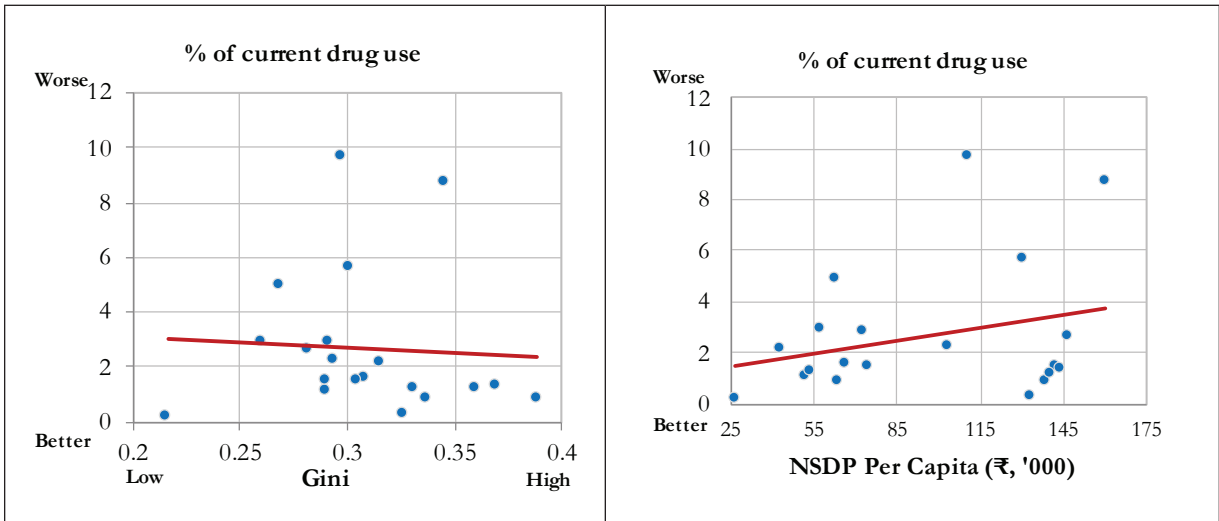 % of current drug use
Worse
12
10
8
6
4
2
0
Better
0.2 0.25 0.3 0.35 0.4
Low Gini High
% of current drug use
Worse
12
10
8
6
4
2
0
Better
25 55 85 115 145 175
NSDP Per Capita (₹, '000)